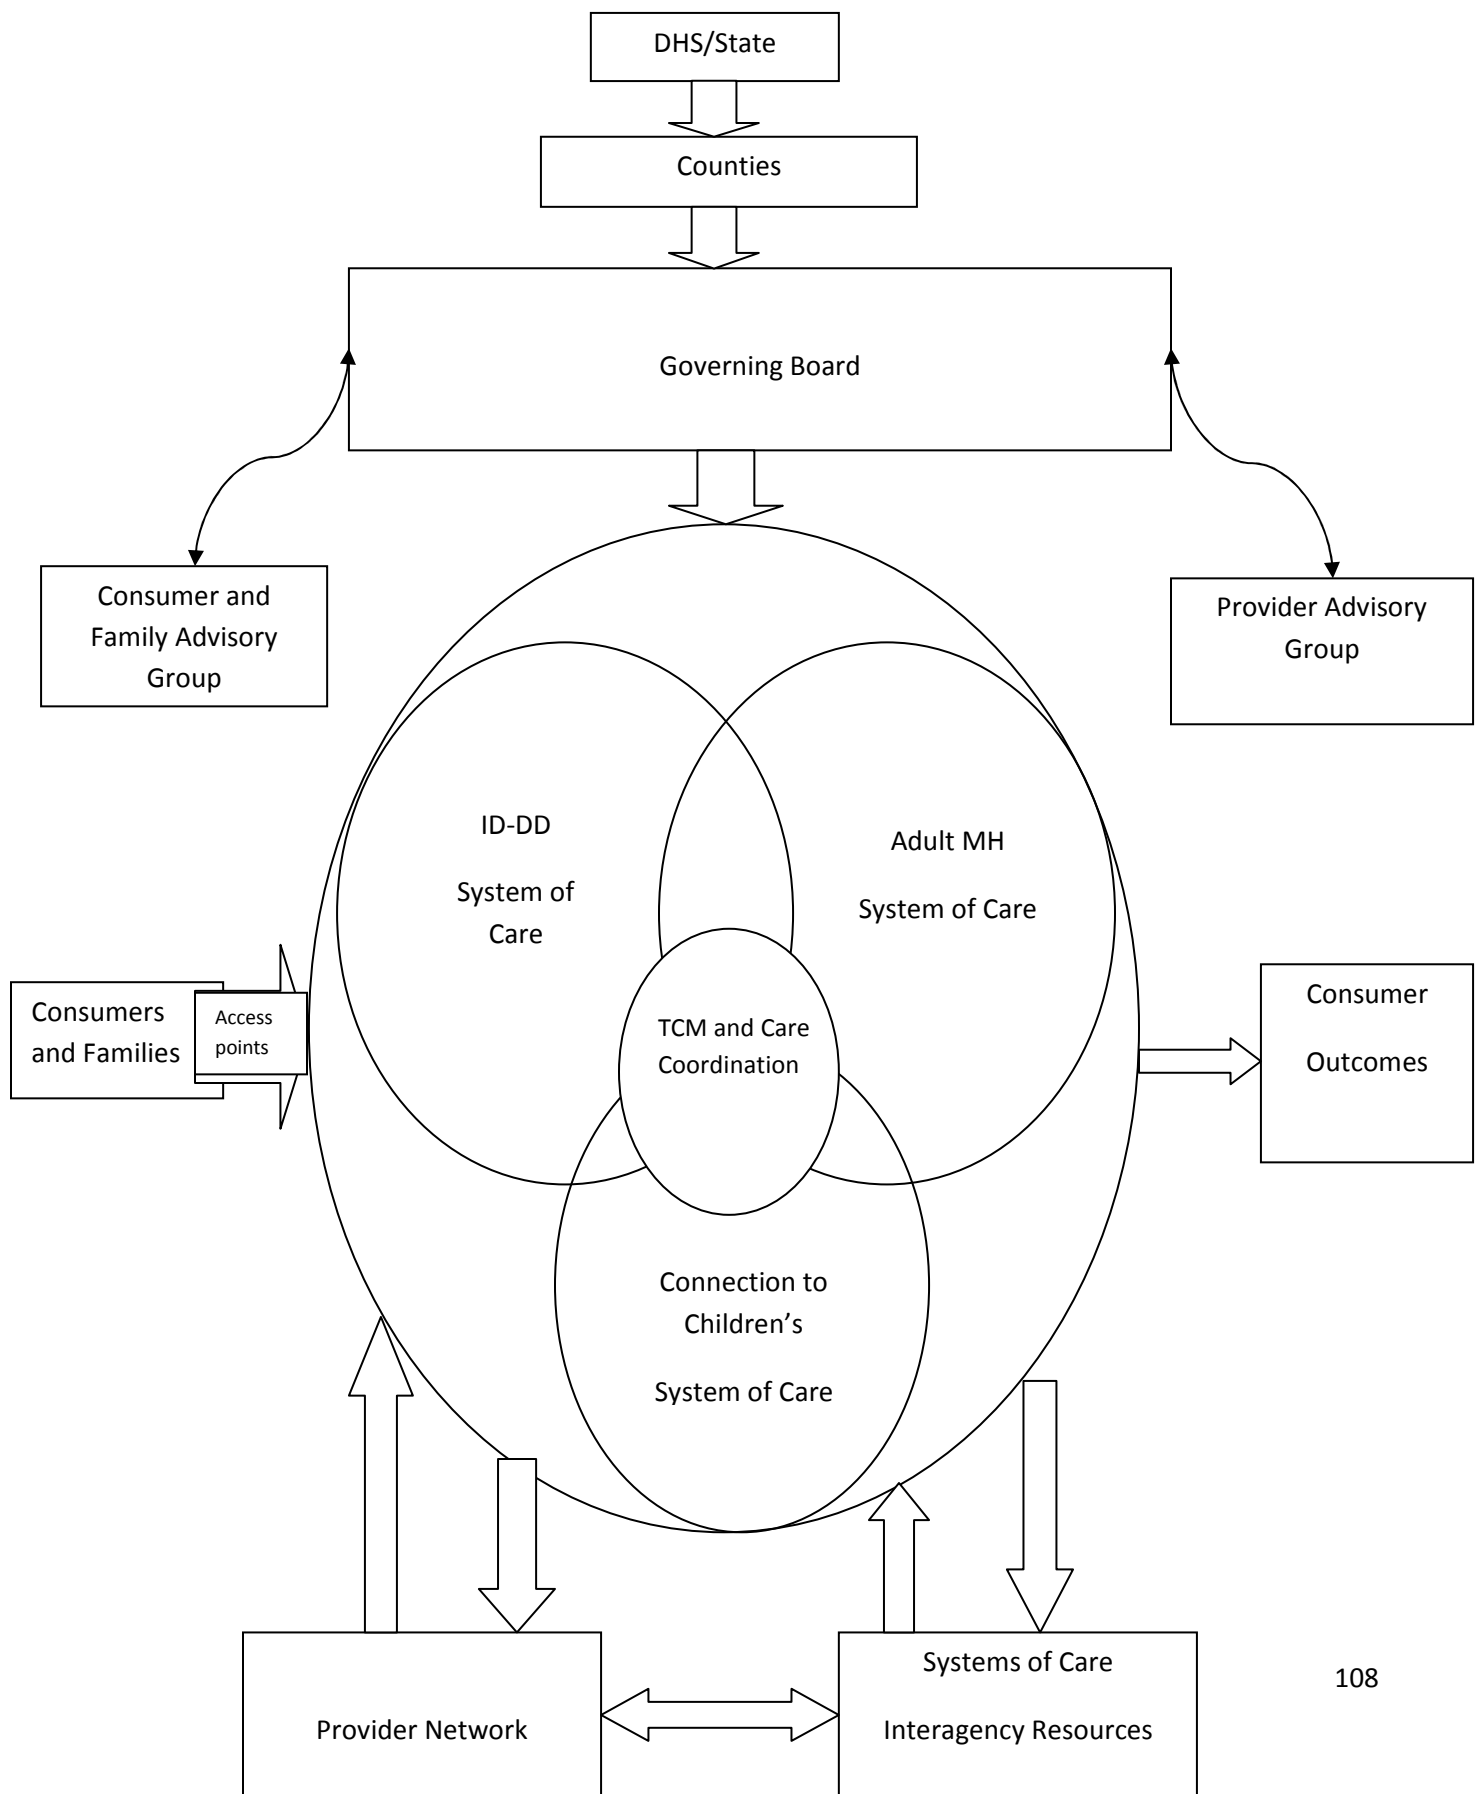 DHS/State
Counties
Governing Board
Consumer and
Family Advisory
Group
Provider Advisory
Group
ID-DD
System of
Care
Adult MH
System of Care
Consumers
and Families
Access
points
TCM and Care
Coordination
Consumer
Outcomes
Connection to
Children’s
System of Care
Provider Network
Systems of Care
Interagency Resources
108